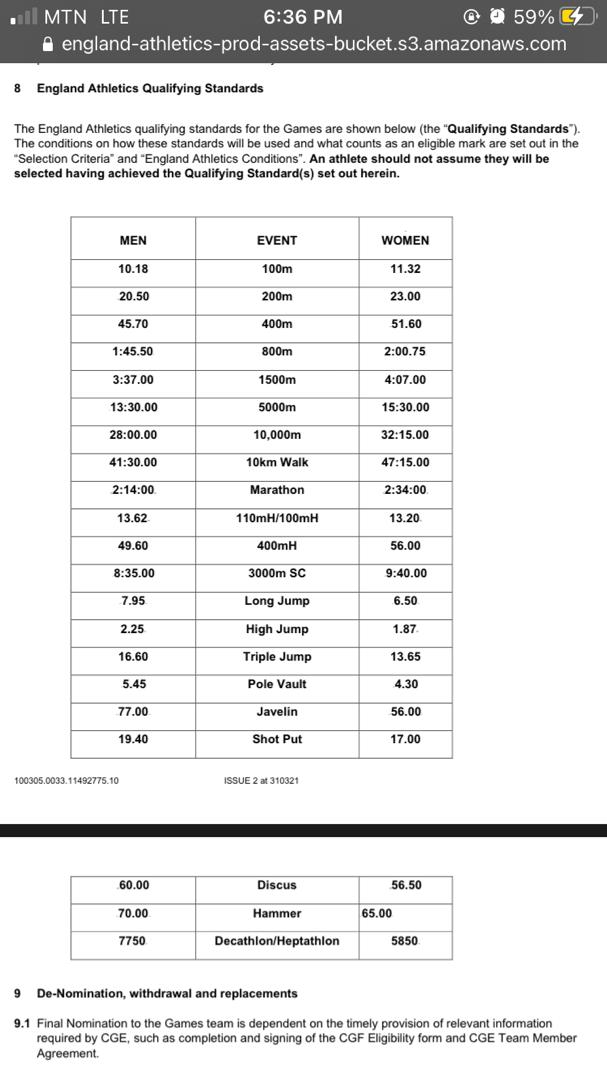 MTN LTE 6:36 PM 59%
england-athletics-prod-assets-bucket.s3.amazonaws.com
8 England Athletics Qualifying Standards
The England Athletics qualifying standards for the Games are shown below (the “Qualifying Standards”).
The conditions on how these standards will be used and what counts as an eligible mark are set out in the
“Selection Criteria” and “England Athletics Conditions”. An athlete should not assume they will be
selected having achieved the Qualifying Standard(s) set out herein.
MEN EVENT WOMEN
10.18 100m 11.32
20.50 200m 23.00
45.70 400m 51.60
1:45.50 800m 2:00.75
3:37.00 1500m 4:07.00
13:30.00 5000m 15:30.00
28:00.00 10,000m 32:15.00
41:30.00 10km Walk 47:15.00
2:14:00 Marathon 2:34:00
13.62 110mH/100mH 13.20
49.60 400mH 56.00
8:35.00 3000m SC 9:40.00
7.95 Long Jump 6.50
2.25 High Jump 1.87
16.60 Triple Jump 13.65
5.45 Pole Vault 4.30
77.00 Javelin 56.00
19.40 Shot Put 17.00
100305.0033.11492775.10 ISSUE 2 at 310321
60.00 Discus 56.50
70.00 Hammer 65.00
7750 Decathlon/Heptathlon 5850
9 De-Nomination, withdrawal and replacements
9.1 Final Nomination to the Games team is dependent on the timely provision of relevant information
required by CGE, such as completion and signing of the CGF Eligibility form and CGE Team Member
Agreement.